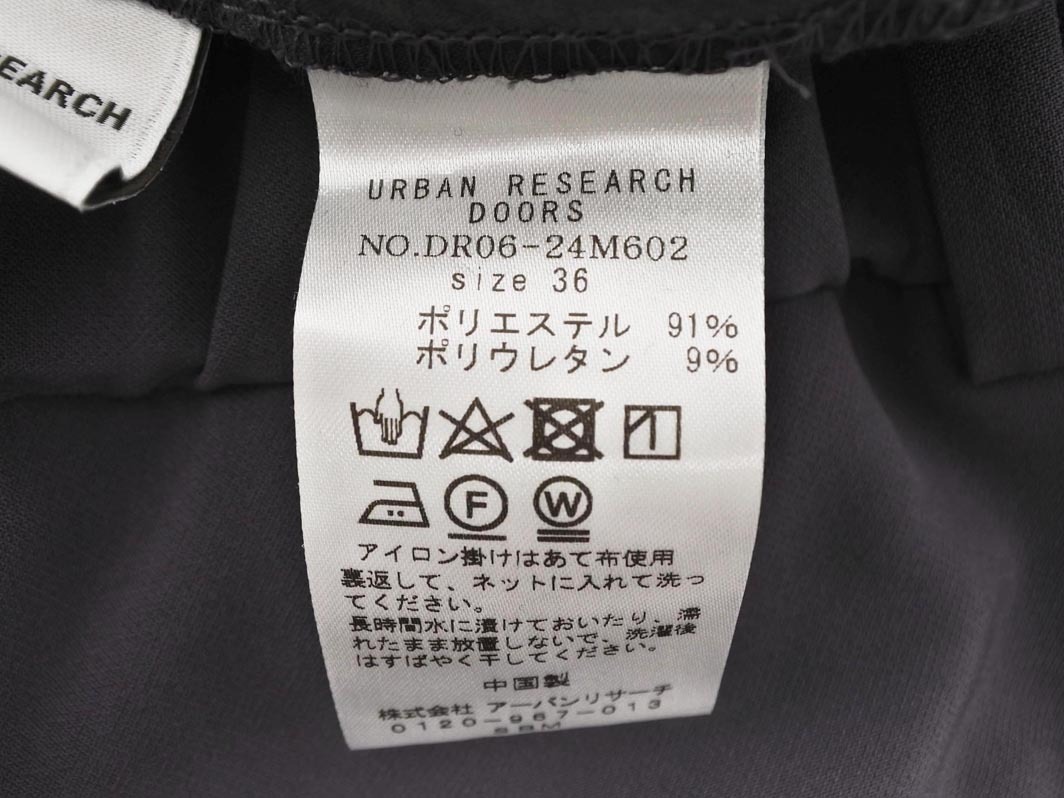 EARCH
URBAN RESEARCH
DOORS
NO.DR06-24M602
size 36
ポリエステル 91%
ポリウレタン 9%
F W
アイロン掛けはあて布使用
裏返して、ネットに入れて洗っ
てください。
長時間水に漬けておいたり、濡
れたまま放置しないで、洗濯後
はすばやく干してください。
中国製
株式会社 アーバンリサーチ
0120-967-013
SBM